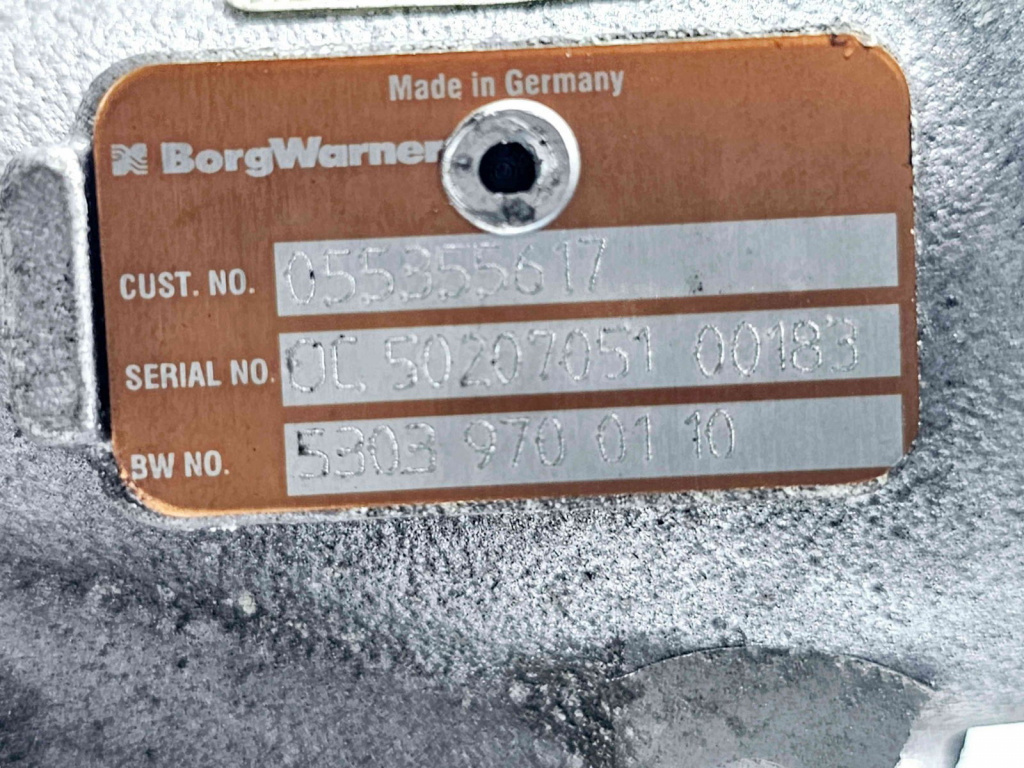 Made in Germany
BorgWarner
CUST. NO. 055355617
SERIAL NO. OC 50207051 00183
BW NO. 5303 970 01 10